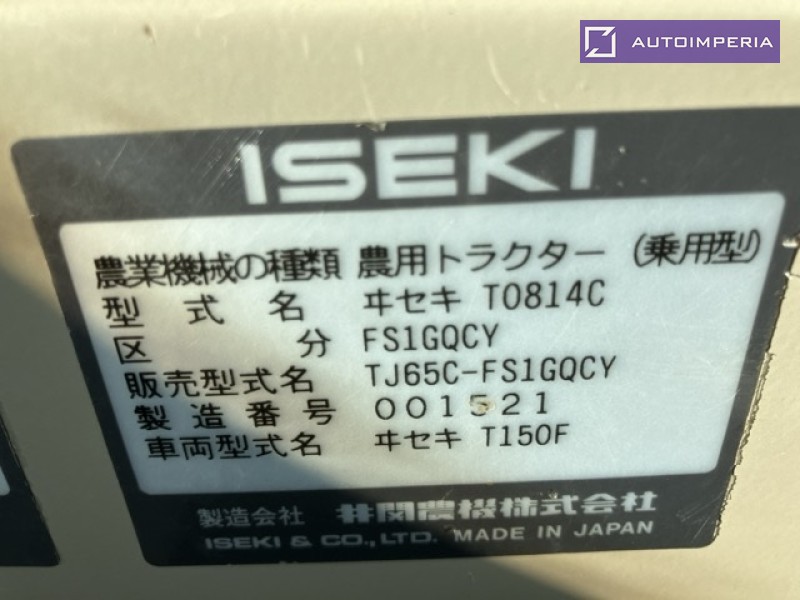 AUTOIMPERIA
ISEKI
農業機械の種類 農用トラクター (乗用型)
型式名 ヰセキ T0814C
区分 FS1GQCY
販売型式名 TJ65C-FS1GQCY
製造番号 001521
車両型式名 ヰセキ T150F
製造会社 井関農機株式会社
ISEKI & CO.,LTD. MADE IN JAPAN